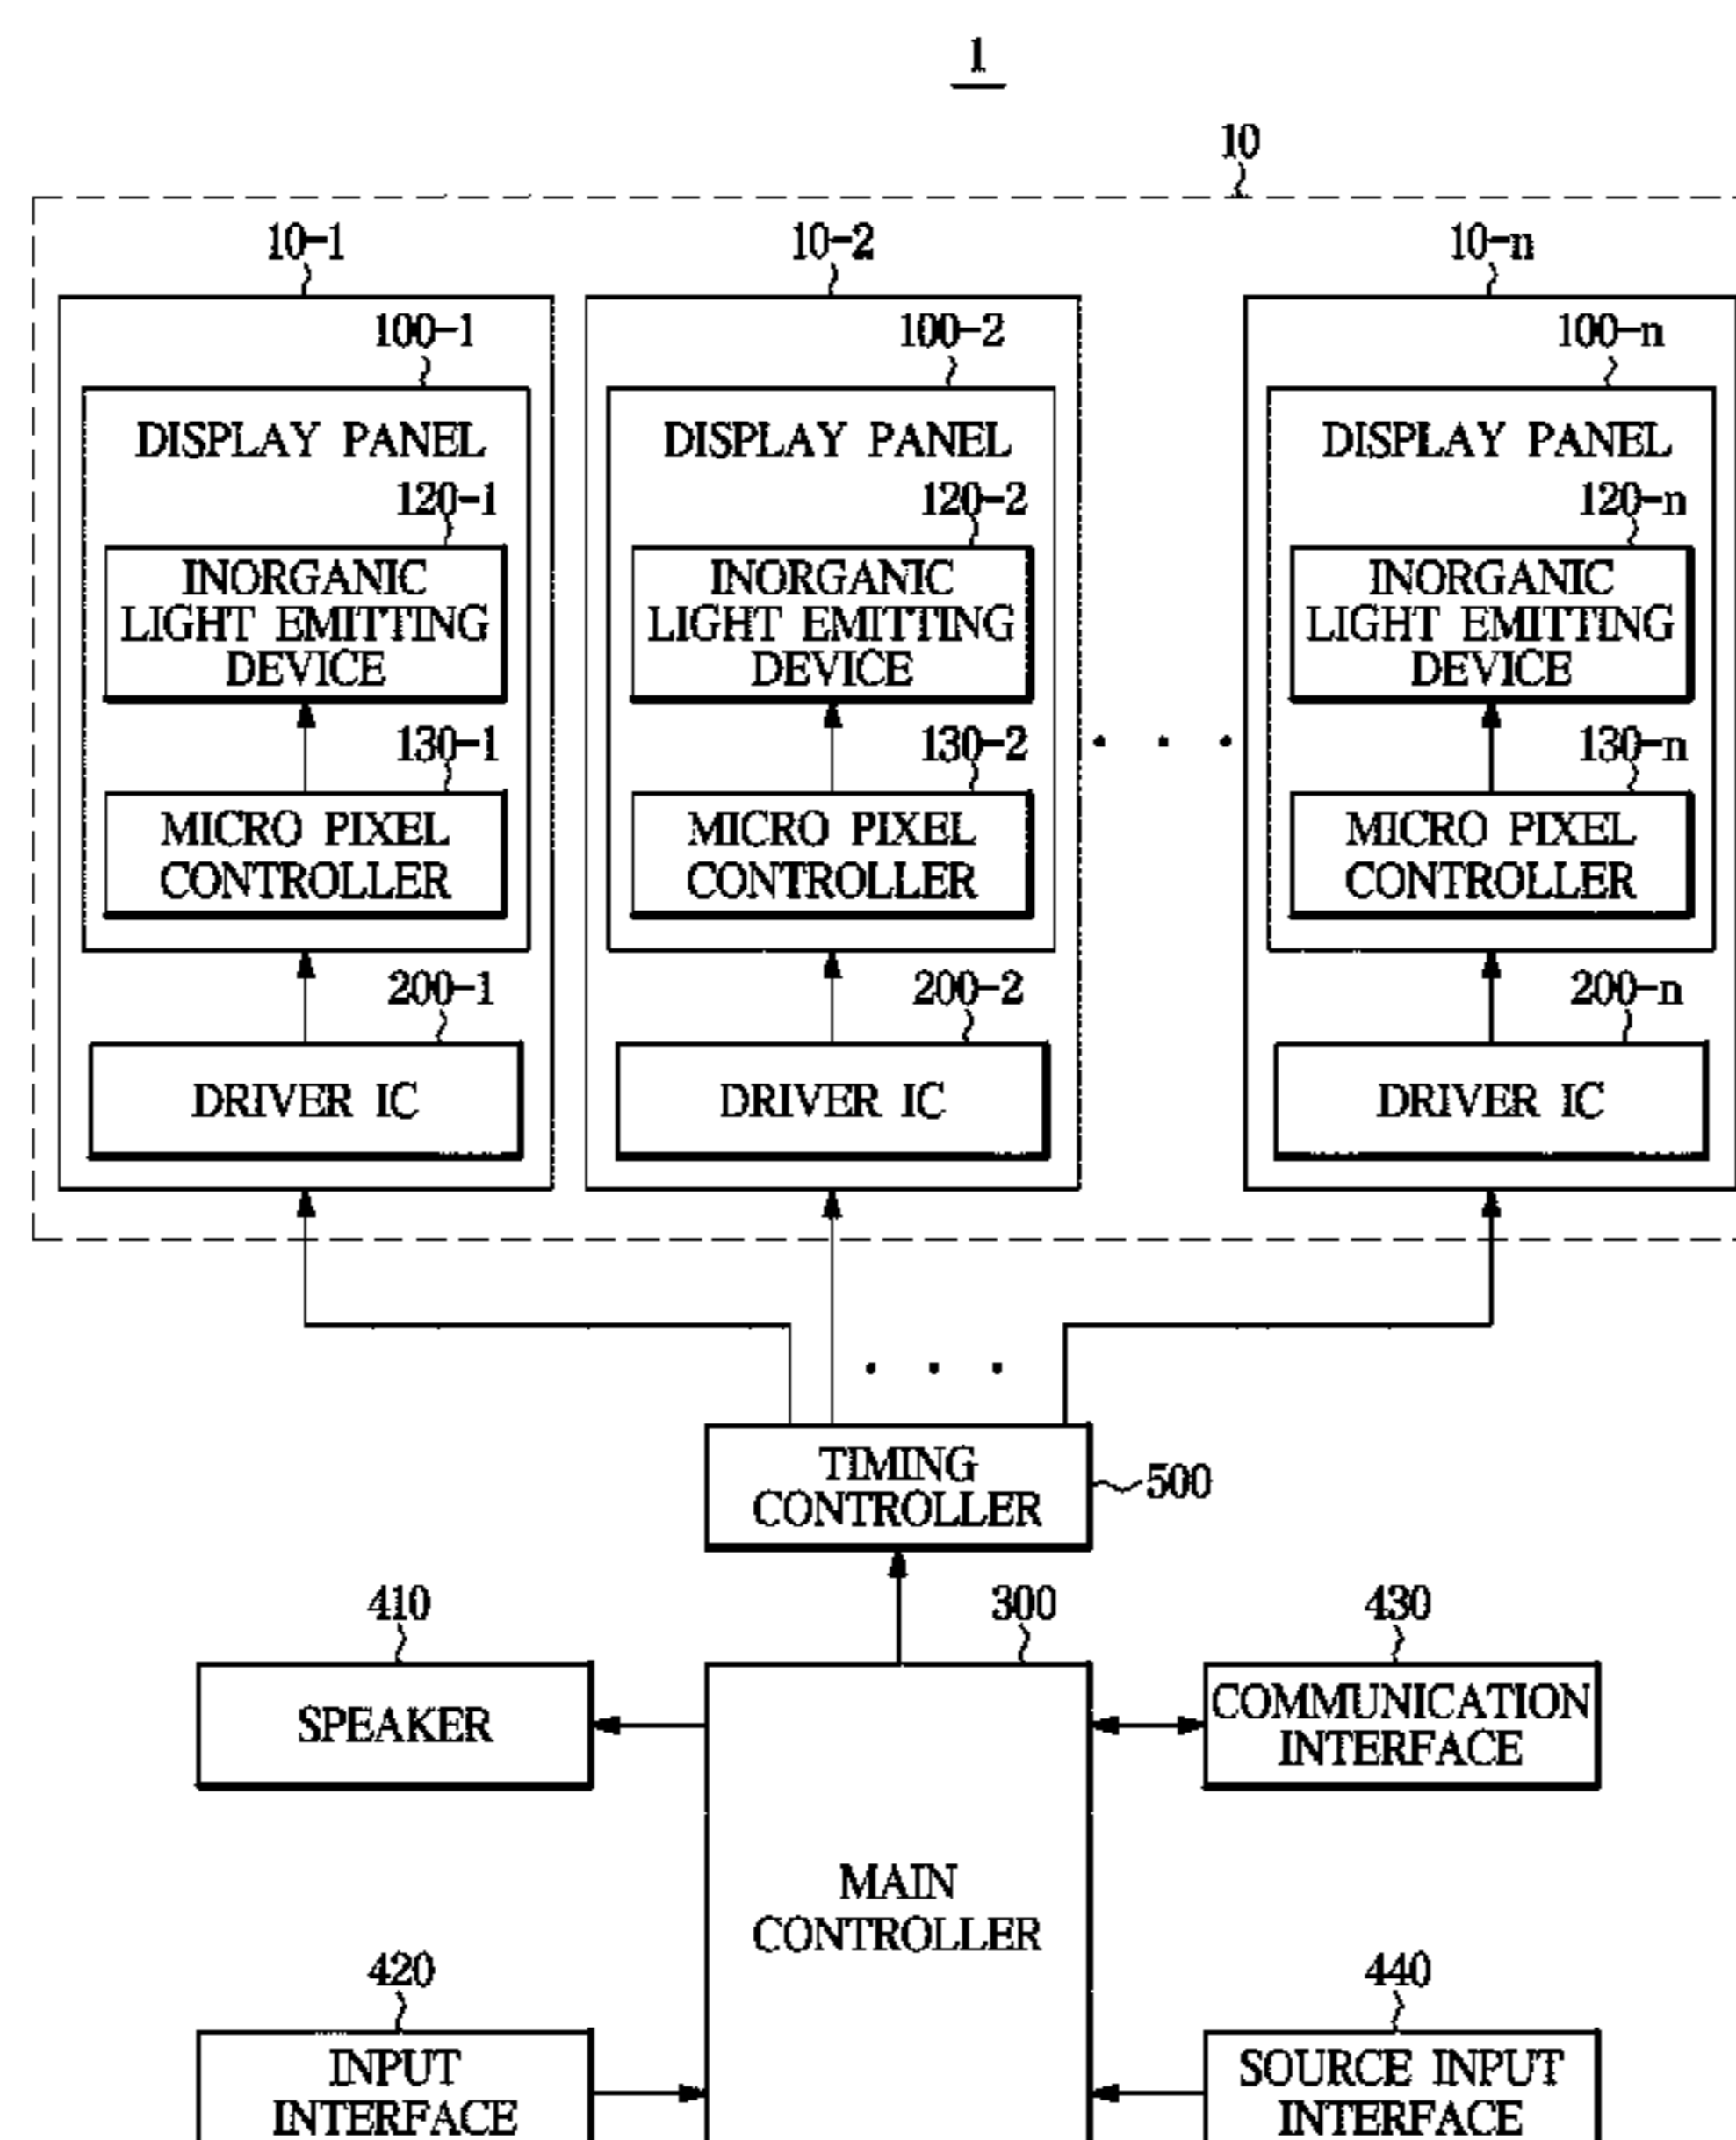 1
10
10-1 10-2 10-n
100-1 100-2 100-n
DISPLAY PANEL DISPLAY PANEL DISPLAY PANEL
120-1 120-2 120-n
INORGANIC INORGANIC INORGANIC
LIGHT EMITTING LIGHT EMITTING LIGHT EMITTING
DEVICE DEVICE DEVICE
130-1 130-2 130-n
MICRO PIXEL MICRO PIXEL MICRO PIXEL
CONTROLLER CONTROLLER CONTROLLER
200-1 200-2 200-n
DRIVER IC DRIVER IC DRIVER IC
TIMING
CONTROLLER
500
410 300 430
SPEAKER
COMMUNICATION
INTERFACE
MAIN
CONTROLLER
420 440
INPUT
INTERFACE
SOURCE INPUT
INTERFACE